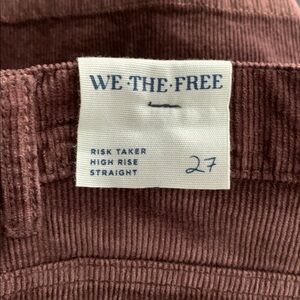 WE·THE·FREE
RISK TAKER
HIGH RISE
STRAIGHT 27